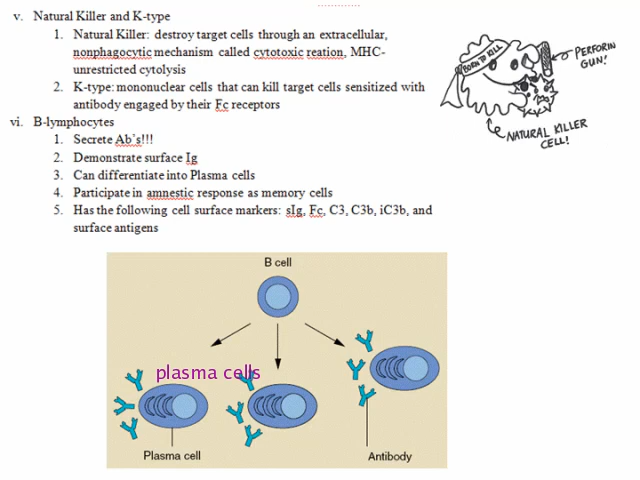 v. Natural Killer and K-type
1. Natural Killer: destroy target cells through an extracellular,
nonphagocytic mechanism called cytotoxic reation, MHC-
unrestricted cytolysis
2. K-type: mononuclear cells that can kill target cells sensitized with
antibody engaged by their Fc receptors
vi. B-lymphocytes
1. Secrete Ab's!!!
2. Demonstrate surface Ig
3. Can differentiate into Plasma cells
4. Participate in amnestic response as memory cells
5. Has the following cell surface markers: sIg, Fc, C3, C3b, iC3b, and
surface antigens
BORN TO KILL
PERFORIN
GUN!
NATURAL KILLER
CELL!
B cell
plasma cells
Plasma cell
Antibody